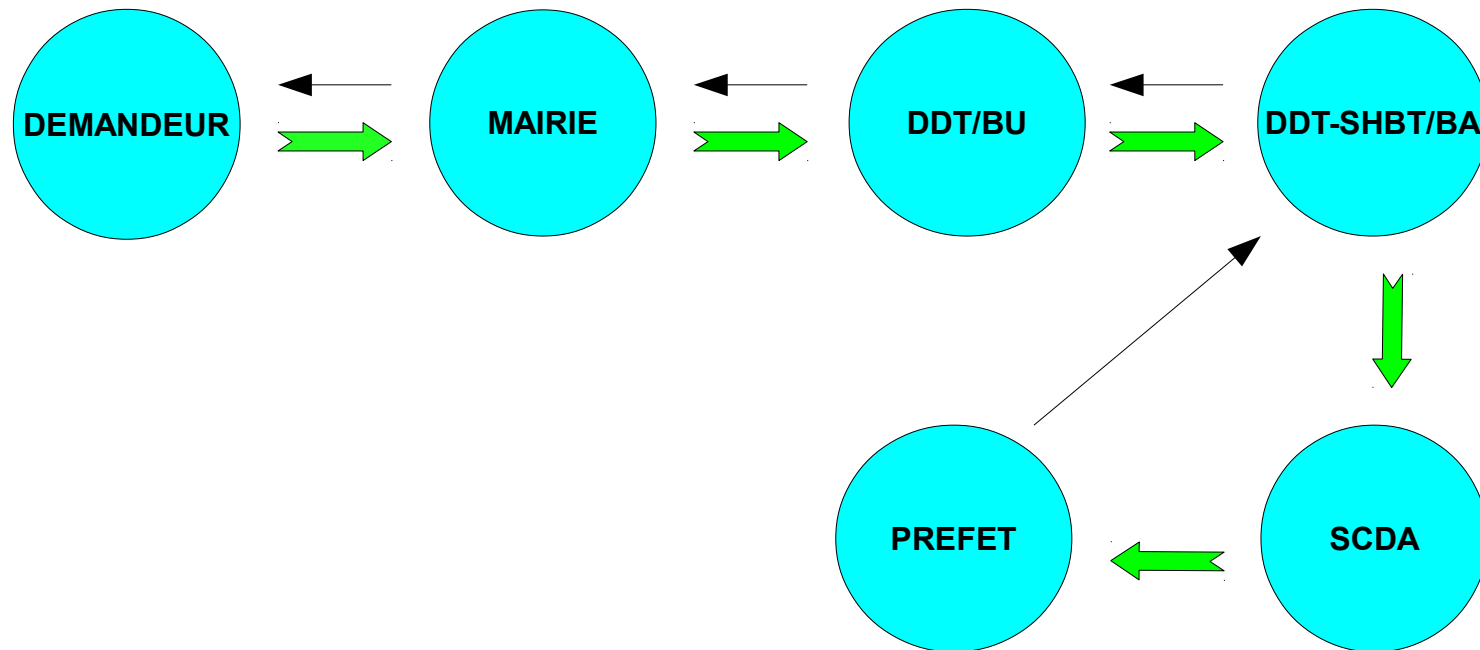 DEMANDEUR
MAIRIE
DDT/BU
DDT-SHBT/BA
PREFET
SCDA